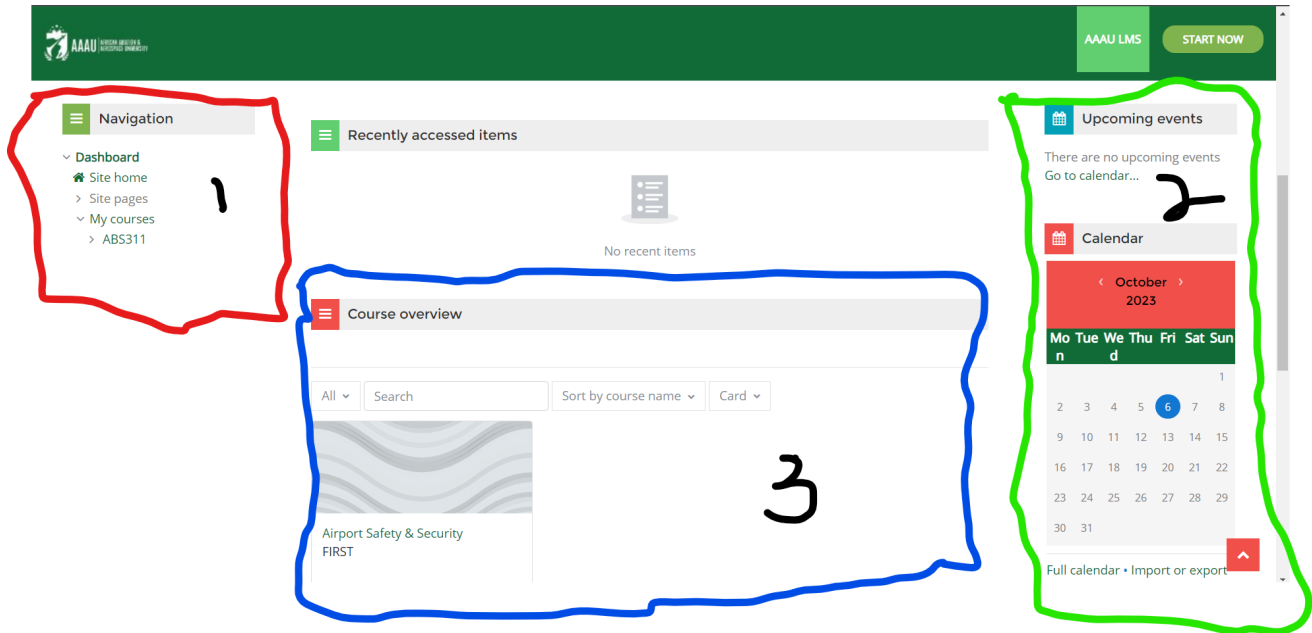 AAAU AFRICAN AVIATION &
AEROSPACE UNIVERSITY
AAAU LMS
START NOW
Navigation
Dashboard
Site home
Site pages
My courses
ABS311
1
Recently accessed items
No recent items
Course overview
All
Search
Sort by course name
Card
Airport Safety & Security
FIRST
3
Upcoming events
There are no upcoming events
Go to calendar...
2
Calendar
October
2023
Mo Tue We Thu Fri Sat Sun
n d
1
2 3 4 5 6 7 8
9 10 11 12 13 14 15
16 17 18 19 20 21 22
23 24 25 26 27 28 29
30 31
Full calendar • Import or export